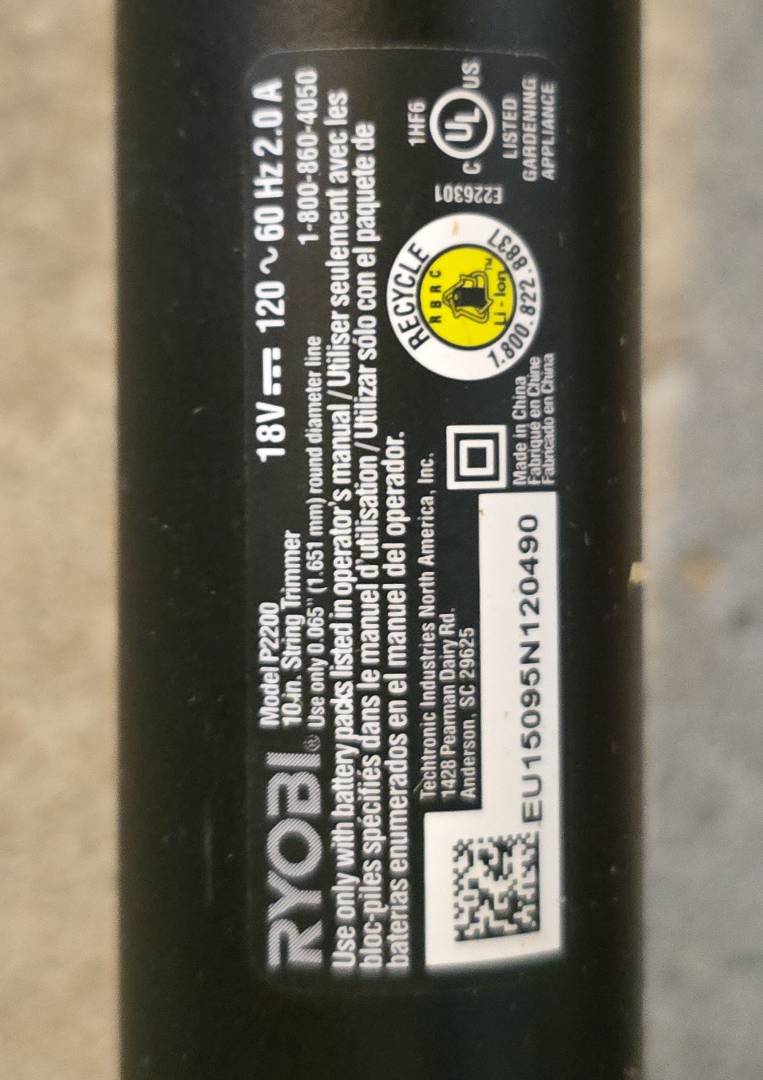 RYOBI®
Model P2200
10-in. String Trimmer
Use only 0.065" (1.651 mm) round diameter line
18V ⎓ 120 ~ 60 Hz 2.0 A
1-800-860-4050
Use only with battery packs listed in operator's manual / Utiliser seulement avec les
bloc-piles spécifiés dans le manuel d'utilisation / Utilizar sólo con el paquete de
baterias enumerados en el manuel del operador.
Techtronic Industries North America, Inc.
1428 Pearman Dairy Rd.
Anderson, SC 29625
EU15095N120490
Made in China
Fabriqué en Chine
Fabricado en China
RECYCLE
RBRC
Li-Ion™
1.800.822.8837
E226301
1HF6
C UL US
LISTED
GARDENING
APPLIANCE